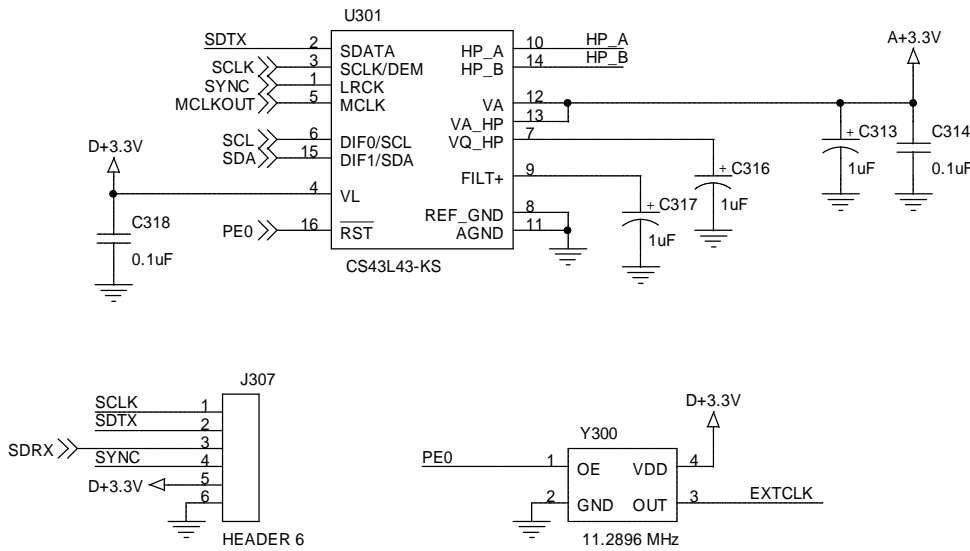 U301
SDTX 2 SDATA HP_A 10 HP_A
SCLK 3 SCLK/DEM HP_B 14 HP_B
SYNC 1 LRCK
MCLKOUT 5 MCLK VA 12
VA_HP 13
SCL 6 DIF0/SCL VQ_HP 7
SDA 15 DIF1/SDA
FILT+ 9
4 VL
REF_GND 8
PE0 16 RST AGND 11
CS43L43-KS
D+3.3V
C318
0.1uF
A+3.3V
+ C313
1uF
C314
0.1uF
+ C316
1uF
+ C317
1uF
J307
SCLK 1
SDTX 2
SDRX 3
SYNC 4
D+3.3V 5
6
HEADER 6
D+3.3V
Y300
PE0 1 OE VDD 4
2 GND OUT 3 EXTCLK
11.2896 MHz